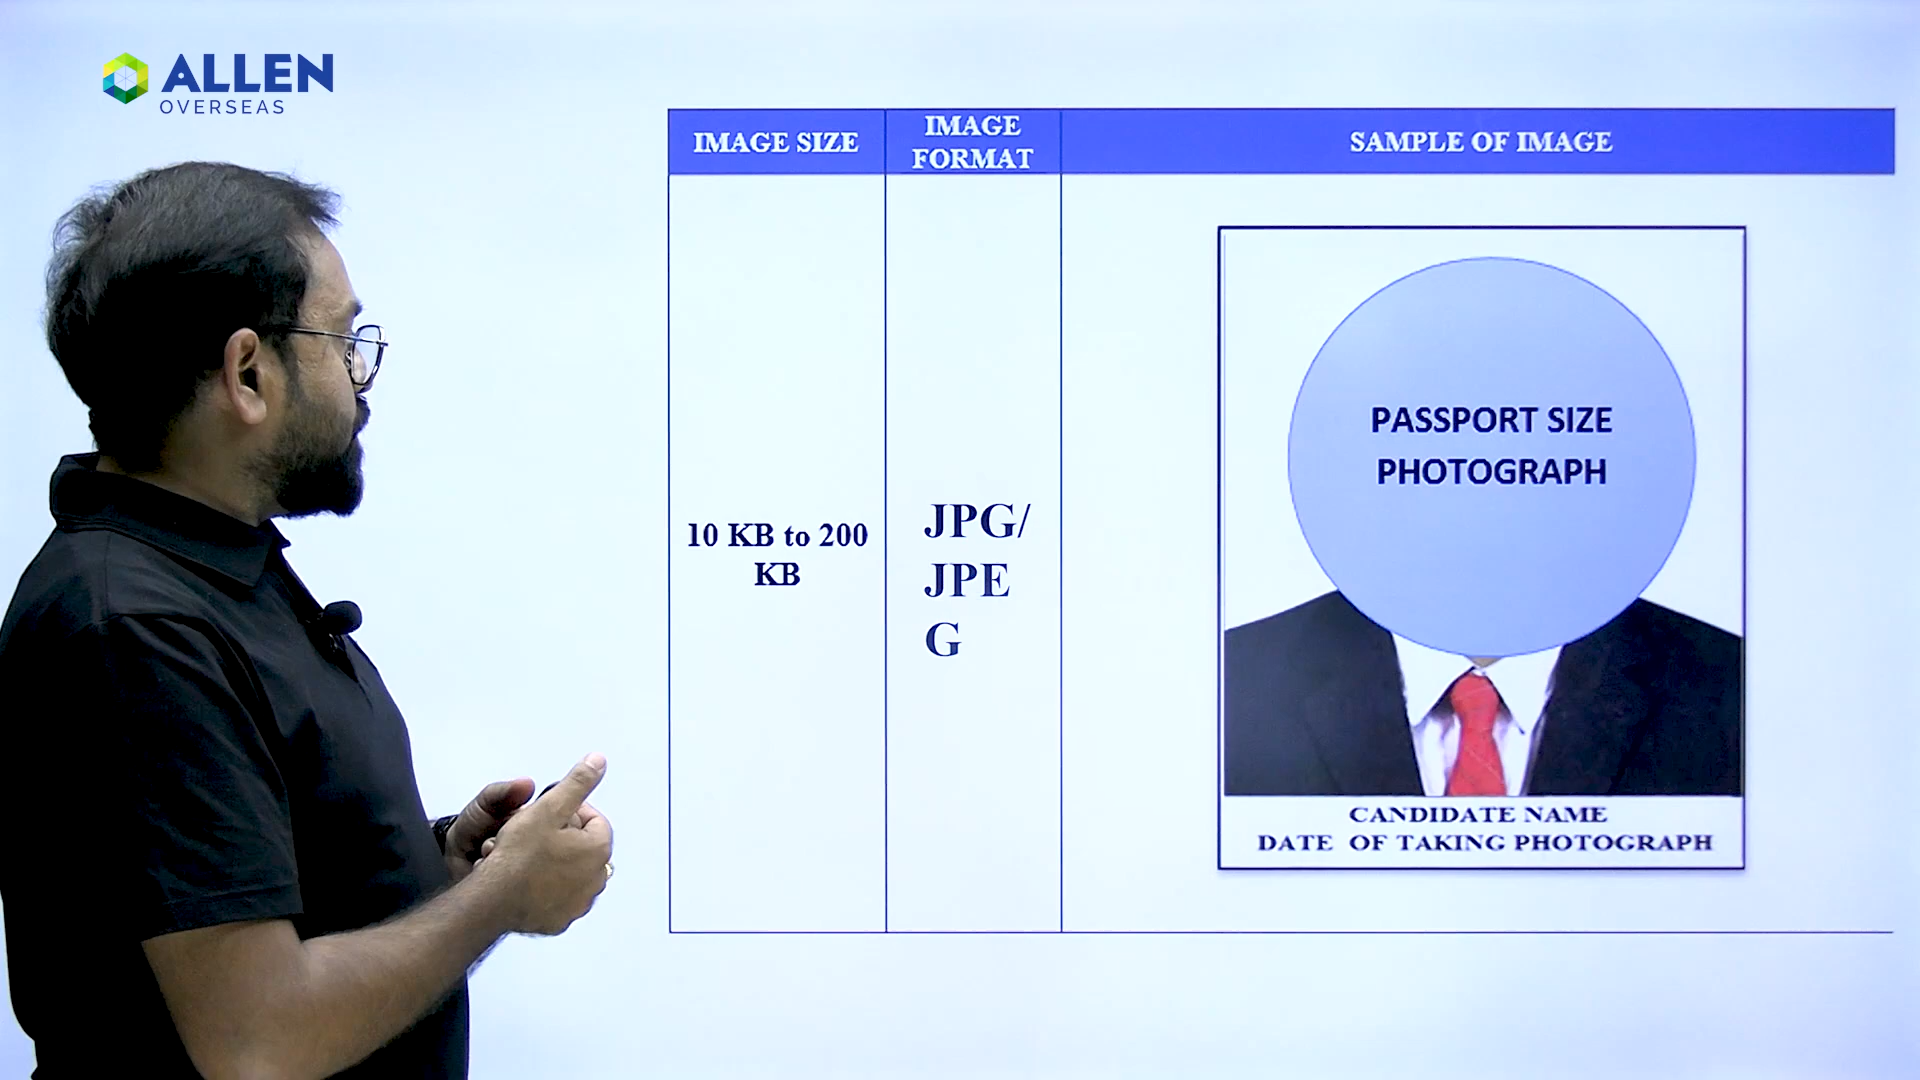 ALLEN
OVERSEAS
IMAGE SIZE
IMAGE
FORMAT
SAMPLE OF IMAGE
10 KB to 200
KB
JPG/
JPE
G
PASSPORT SIZE
PHOTOGRAPH
CANDIDATE NAME
DATE OF TAKING PHOTOGRAPH